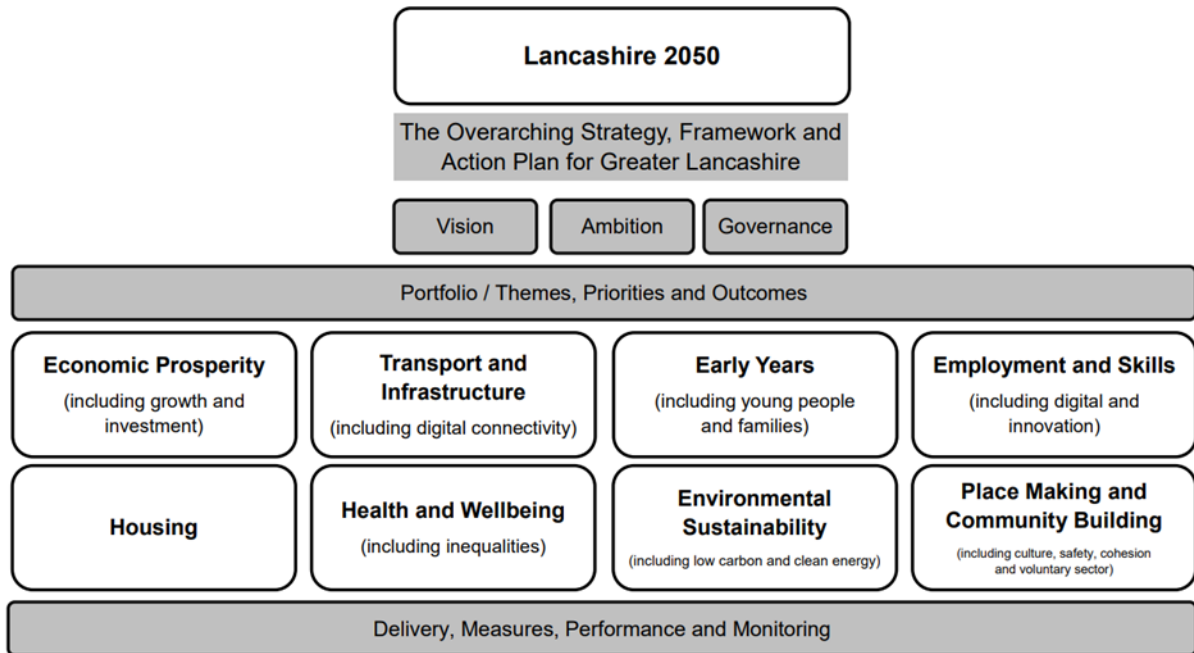 Lancashire 2050
The Overarching Strategy, Framework and
Action Plan for Greater Lancashire
Vision
Ambition
Governance
Portfolio / Themes, Priorities and Outcomes
Economic Prosperity
(including growth and
investment)
Transport and
Infrastructure
(including digital connectivity)
Early Years
(including young people
and families)
Employment and Skills
(including digital and
innovation)
Housing
Health and Wellbeing
(including inequalities)
Environmental
Sustainability
(including low carbon and clean energy)
Place Making and
Community Building
(including culture, safety, cohesion
and voluntary sector)
Delivery, Measures, Performance and Monitoring